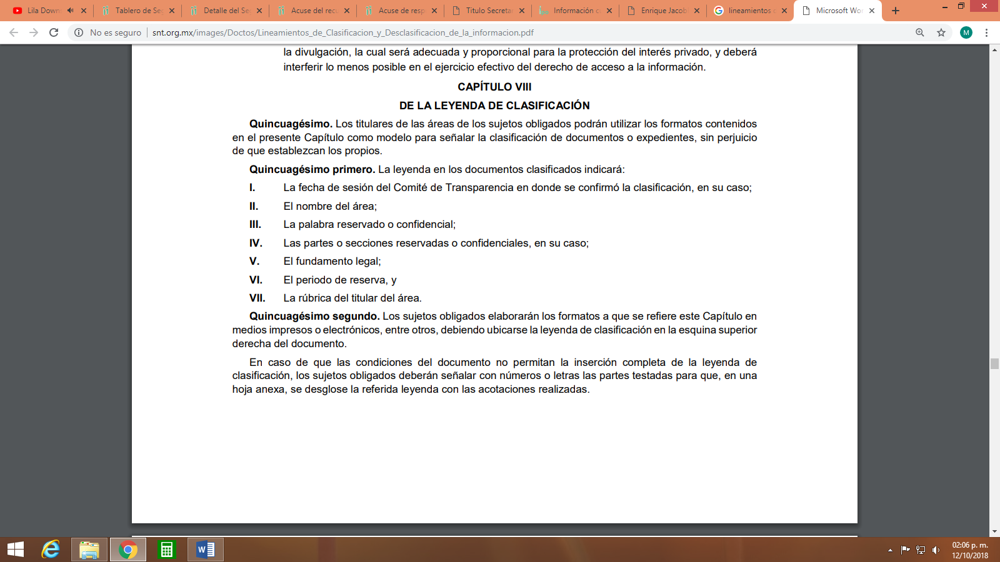 Lila Down
Tablero de Seg
Detalle del Se
Acuse del recu
Acuse de resp
Titulo Secretar
Información c
Enrique Jacob
lineamientos
Microsoft Wor
No es seguro
snt.org.mx/images/Doctos/Lineamientos_de_Clasificacion_y_Desclasificacion_de_la_informacion.pdf
M
la divulgación, la cual será adecuada y proporcional para la protección del interés privado, y deberá
interferir lo menos posible en el ejercicio efectivo del derecho de acceso a la información.
CAPÍTULO VIII
DE LA LEYENDA DE CLASIFICACIÓN
Quincuagésimo. Los titulares de las áreas de los sujetos obligados podrán utilizar los formatos contenidos
en el presente Capítulo como modelo para señalar la clasificación de documentos o expedientes, sin perjuicio
de que establezcan los propios.
Quincuagésimo primero. La leyenda en los documentos clasificados indicará:
I. La fecha de sesión del Comité de Transparencia en donde se confirmó la clasificación, en su caso;
II. El nombre del área;
III. La palabra reservado o confidencial;
IV. Las partes o secciones reservadas o confidenciales, en su caso;
V. El fundamento legal;
VI. El periodo de reserva, y
VII. La rúbrica del titular del área.
Quincuagésimo segundo. Los sujetos obligados elaborarán los formatos a que se refiere este Capítulo en
medios impresos o electrónicos, entre otros, debiendo ubicarse la leyenda de clasificación en la esquina superior
derecha del documento.
En caso de que las condiciones del documento no permitan la inserción completa de la leyenda de
clasificación, los sujetos obligados deberán señalar con números o letras las partes testadas para que, en una
hoja anexa, se desglose la referida leyenda con las acotaciones realizadas.
02:06 p. m.
12/10/2018